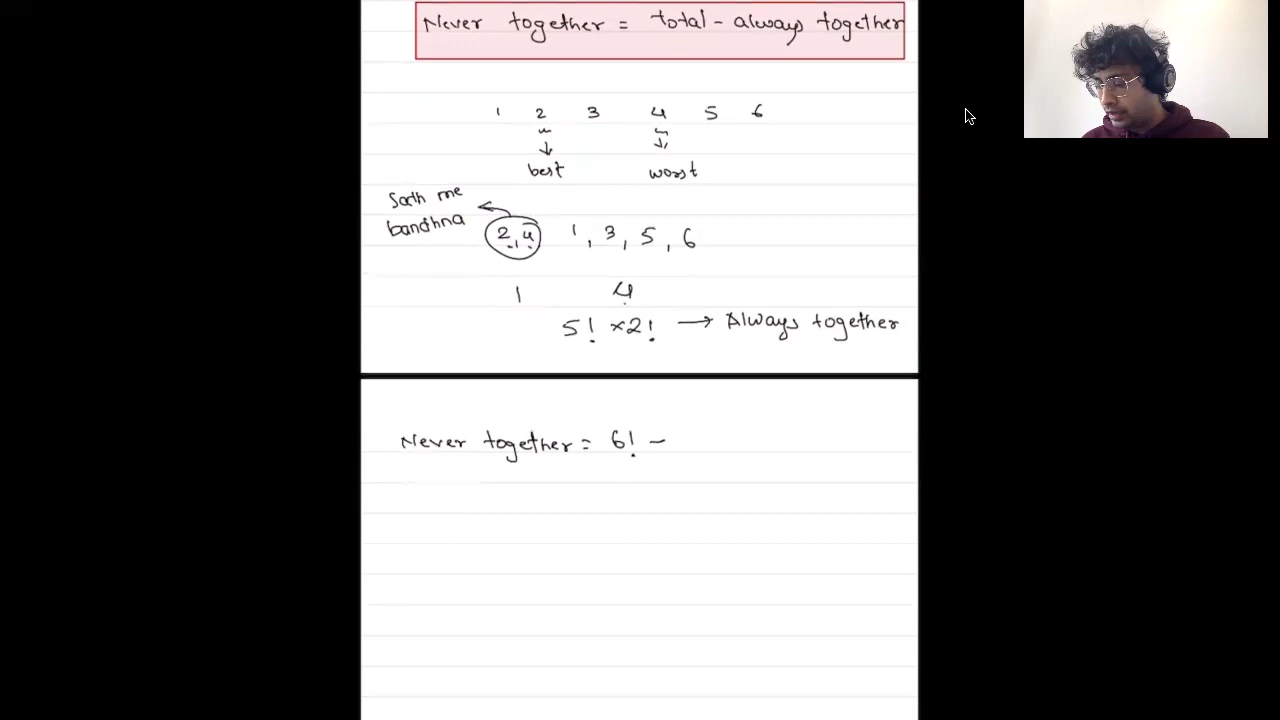 Never together = total - always together
1 2 3 4 5 6
best worst
Sath me
bandhna
2, 4 1, 3, 5, 6
1 4
5! × 2! → Always together
Never together = 6! -